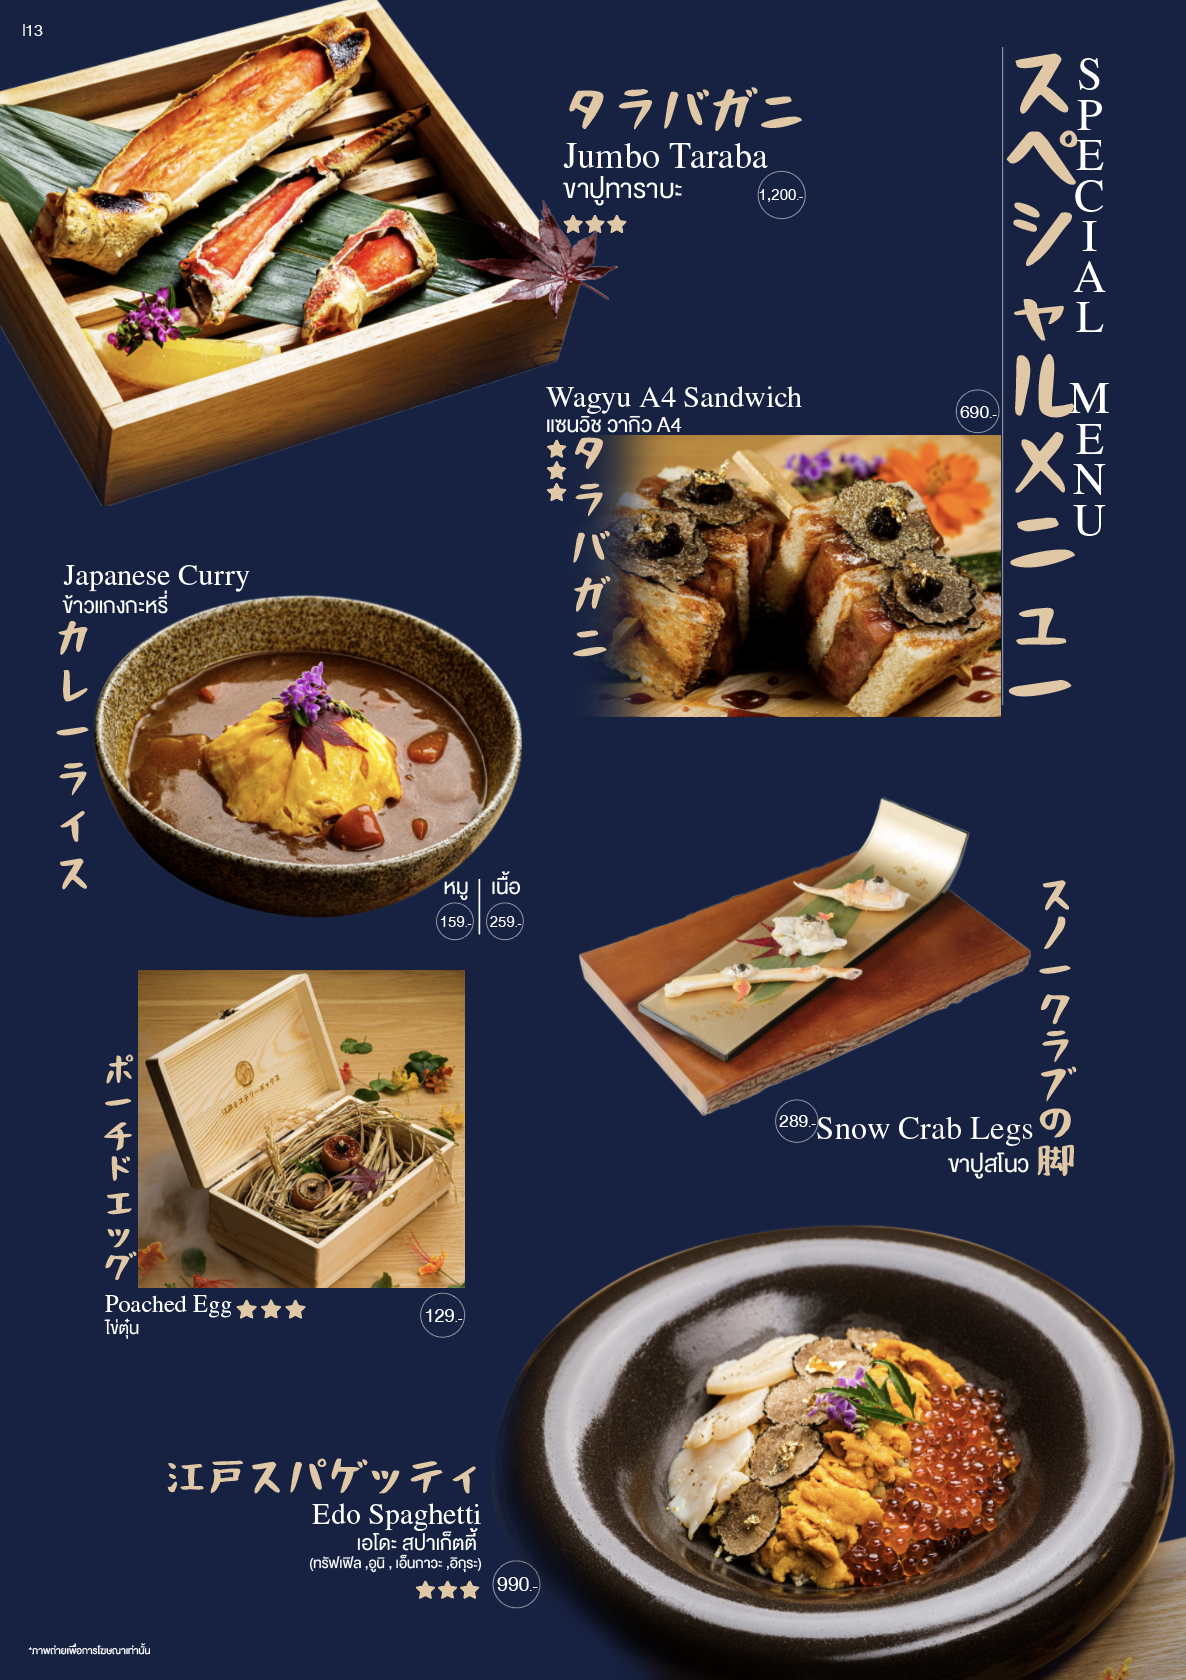 13
スペシャルメニュー
SPECIAL MENU
タラバガニ
Jumbo Taraba
ขาปูทาราบะ
1,200.-
Wagyu A4 Sandwich
แซนวิช วากิว A4
690.-
タラバガニ
Japanese Curry
ข้าวแกงกะหรี่
カレーライス
หมู | เนื้อ
159.- 259.-
スノークラブの脚
289.-
Snow Crab Legs
ขาปูสโนว
ポーチドエッグ
Poached Egg
ไข่ตุ๋น
129.-
江戸スパゲッティ
Edo Spaghetti
เอโดะ สปาเก็ตตี้
(ทรัฟเฟิล ,อูนิ , เอ็นกาวะ ,อิกุระ)
990.-
*ภาพถ่ายเพื่อการโฆษณาเท่านั้น